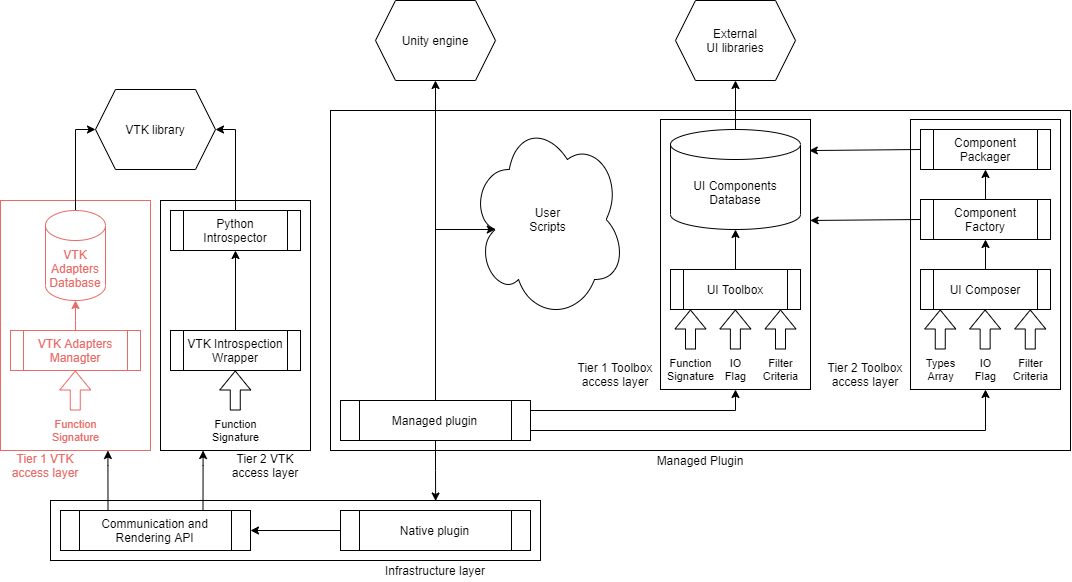 Unity engine
External
UI libraries
VTK library
Component
Packager
UI Components
Database
User
Scripts
Component
Factory
Python
Introspector
VTK
Adapters
Database
UI Toolbox
UI Composer
VTK Adapters
Managter
VTK Introspection
Wrapper
Function
Signature
IO
Flag
Filter
Criteria
Types
Array
IO
Flag
Filter
Criteria
Tier 1 Toolbox
access layer
Tier 2 Toolbox
access layer
Function
Signature
Function
Signature
Managed plugin
Tier 1 VTK
access layer
Tier 2 VTK
access layer
Managed Plugin
Communication and
Rendering API
Native plugin
Infrastructure layer